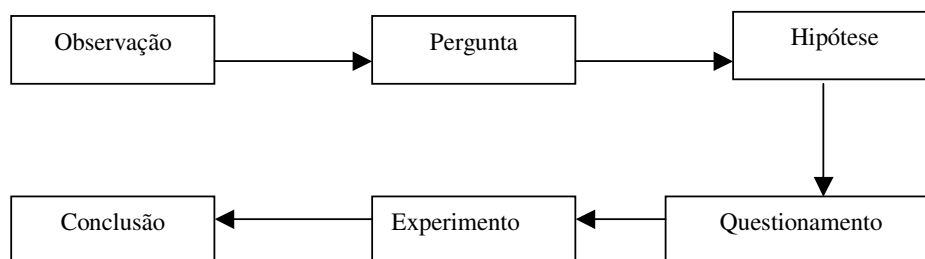 Observação
Pergunta
Hipótese
Conclusão
Experimento
Questionamento